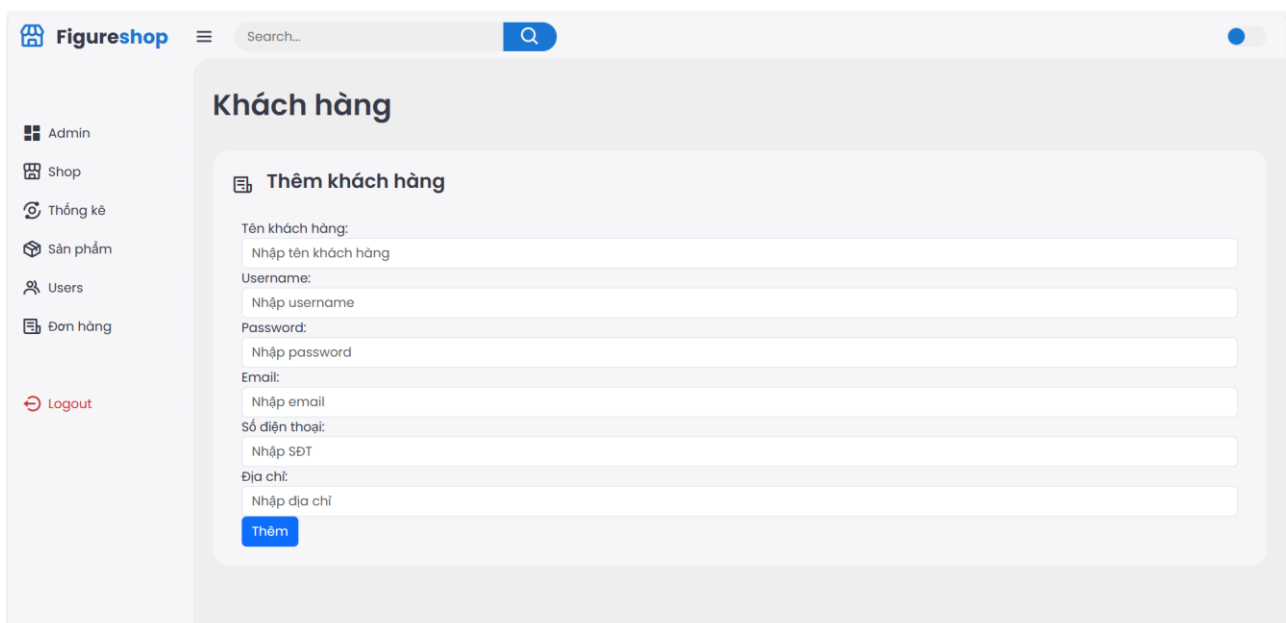 Figureshop
Search...
Admin
Shop
Thống kê
Sản phẩm
Users
Đơn hàng
Logout
Khách hàng
Thêm khách hàng
Tên khách hàng:
Nhập tên khách hàng
Username:
Nhập username
Password:
Nhập password
Email:
Nhập email
Số điện thoại:
Nhập SĐT
Địa chỉ:
Nhập địa chỉ
Thêm